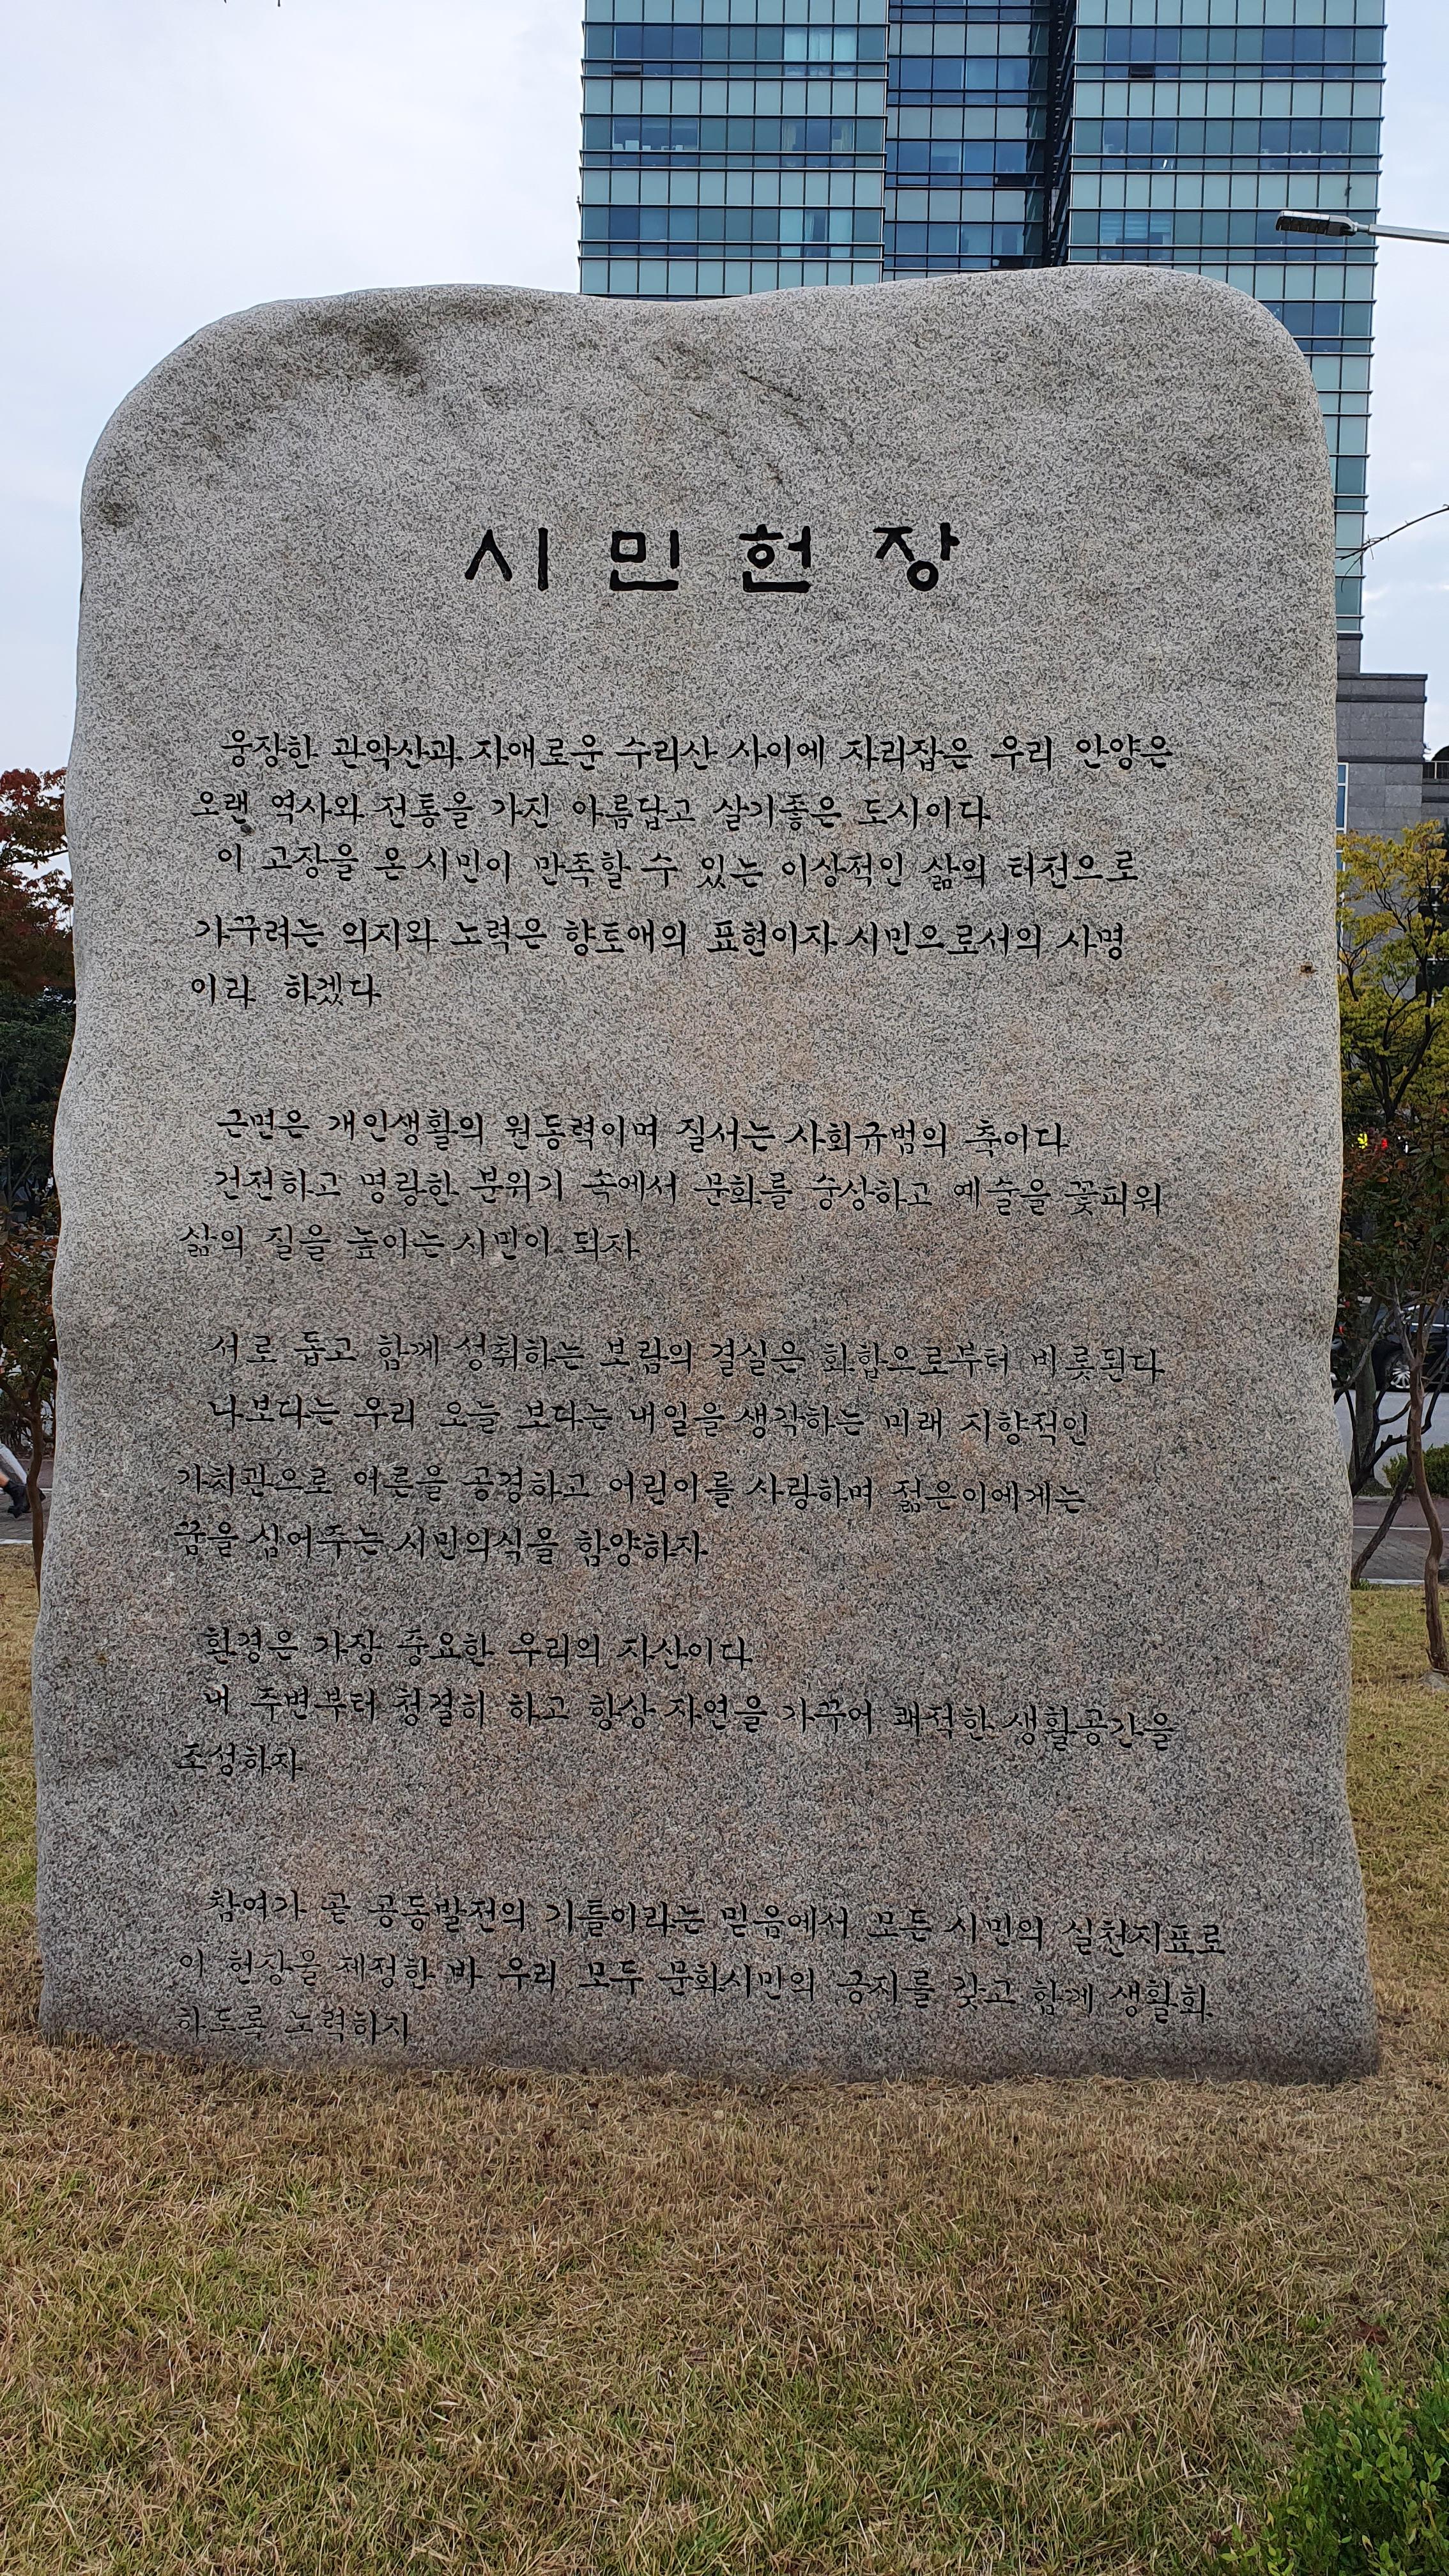 시민헌장
웅장한 관악산과 자애로운 수리산 사이에 자리잡은 우리 안양은
오랜 역사와 전통을 가진 아름답고 살기좋은 도시이다
이 고장을 온 시민이 만족할 수 있는 이상적인 삶의 터전으로
가꾸려는 의지와 노력은 향토애의 표현이자 시민으로서의 사명
이라 하겠다
근면은 개인생활의 원동력이며 질서는 사회규범의 축이다
건전하고 명랑한 분위기 속에서 문화를 숭상하고 예술을 꽃피워
삶의 질을 높이는 시민이 되자
서로 돕고 함께 성취하는 보람의 결실은 화합으로부터 비롯된다
나보다는 우리 오늘 보다는 내일을 생각하는 미래 지향적인
가치관으로 어른을 공경하고 어린이를 사랑하며 젊은이에게는
꿈을 심어주는 시민의식을 함양하자
환경은 가장 중요한 우리의 자산이다
내 주변부터 청결히 하고 항상 자연을 가꾸어 쾌적한 생활공간을
조성하자
참여가 곧 공동발전의 기틀이라는 믿음에서 모든 시민의 실천지표로
이 헌장을 제정한 바 우리 모두 문화시민의 긍지를 갖고 함께 생활화
하도록 노력하자